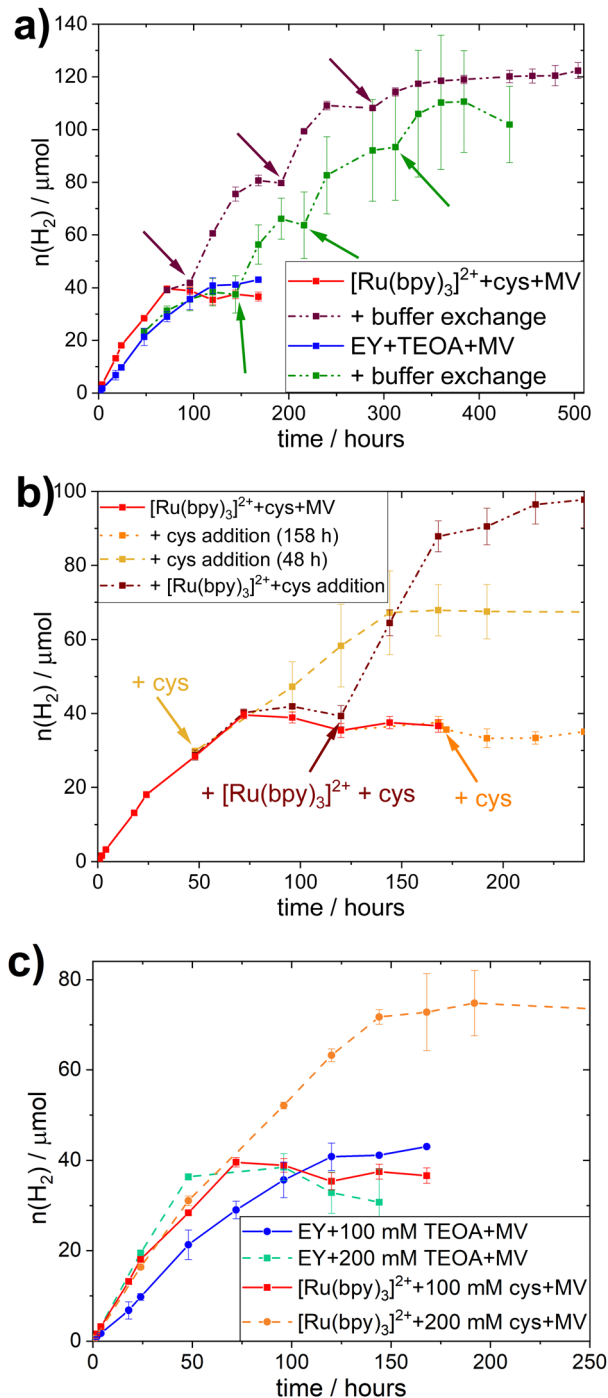 a)
140
120
100
80
60
40
20
0
n(H₂) / μmol
[Ru(bpy)₃]²⁺+cys+MV
+ buffer exchange
EY+TEOA+MV
+ buffer exchange
0 100 200 300 400 500
time / hours
b)
100
80
60
40
20
0
n(H₂) / μmol
[Ru(bpy)₃]²⁺+cys+MV
+ cys addition (158 h)
+ cys addition (48 h)
+ [Ru(bpy)₃]²⁺+cys addition
+ cys
+ [Ru(bpy)₃]²⁺ + cys
+ cys
0 50 100 150 200
time / hours
c)
80
60
40
20
0
n(H₂) / μmol
EY+100 mM TEOA+MV
EY+200 mM TEOA+MV
[Ru(bpy)₃]²⁺+100 mM cys+MV
[Ru(bpy)₃]²⁺+200 mM cys+MV
0 50 100 150 200 250
time / hours